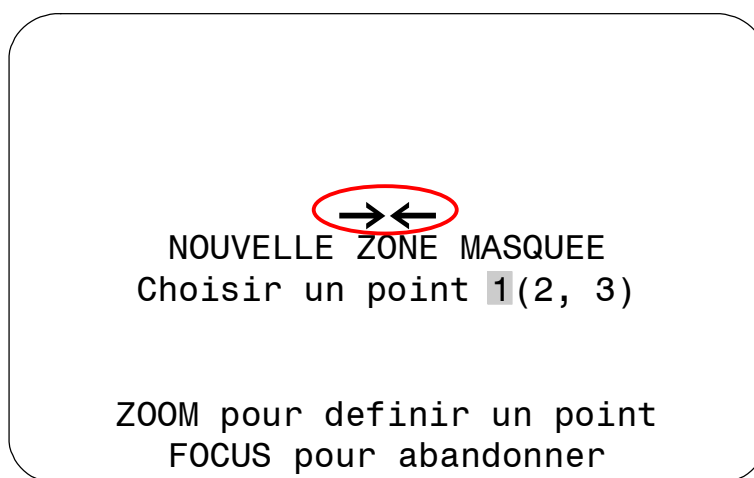 →←
NOUVELLE ZONE MASQUEE
Choisir un point 1(2, 3)
ZOOM pour definir un point
FOCUS pour abandonner